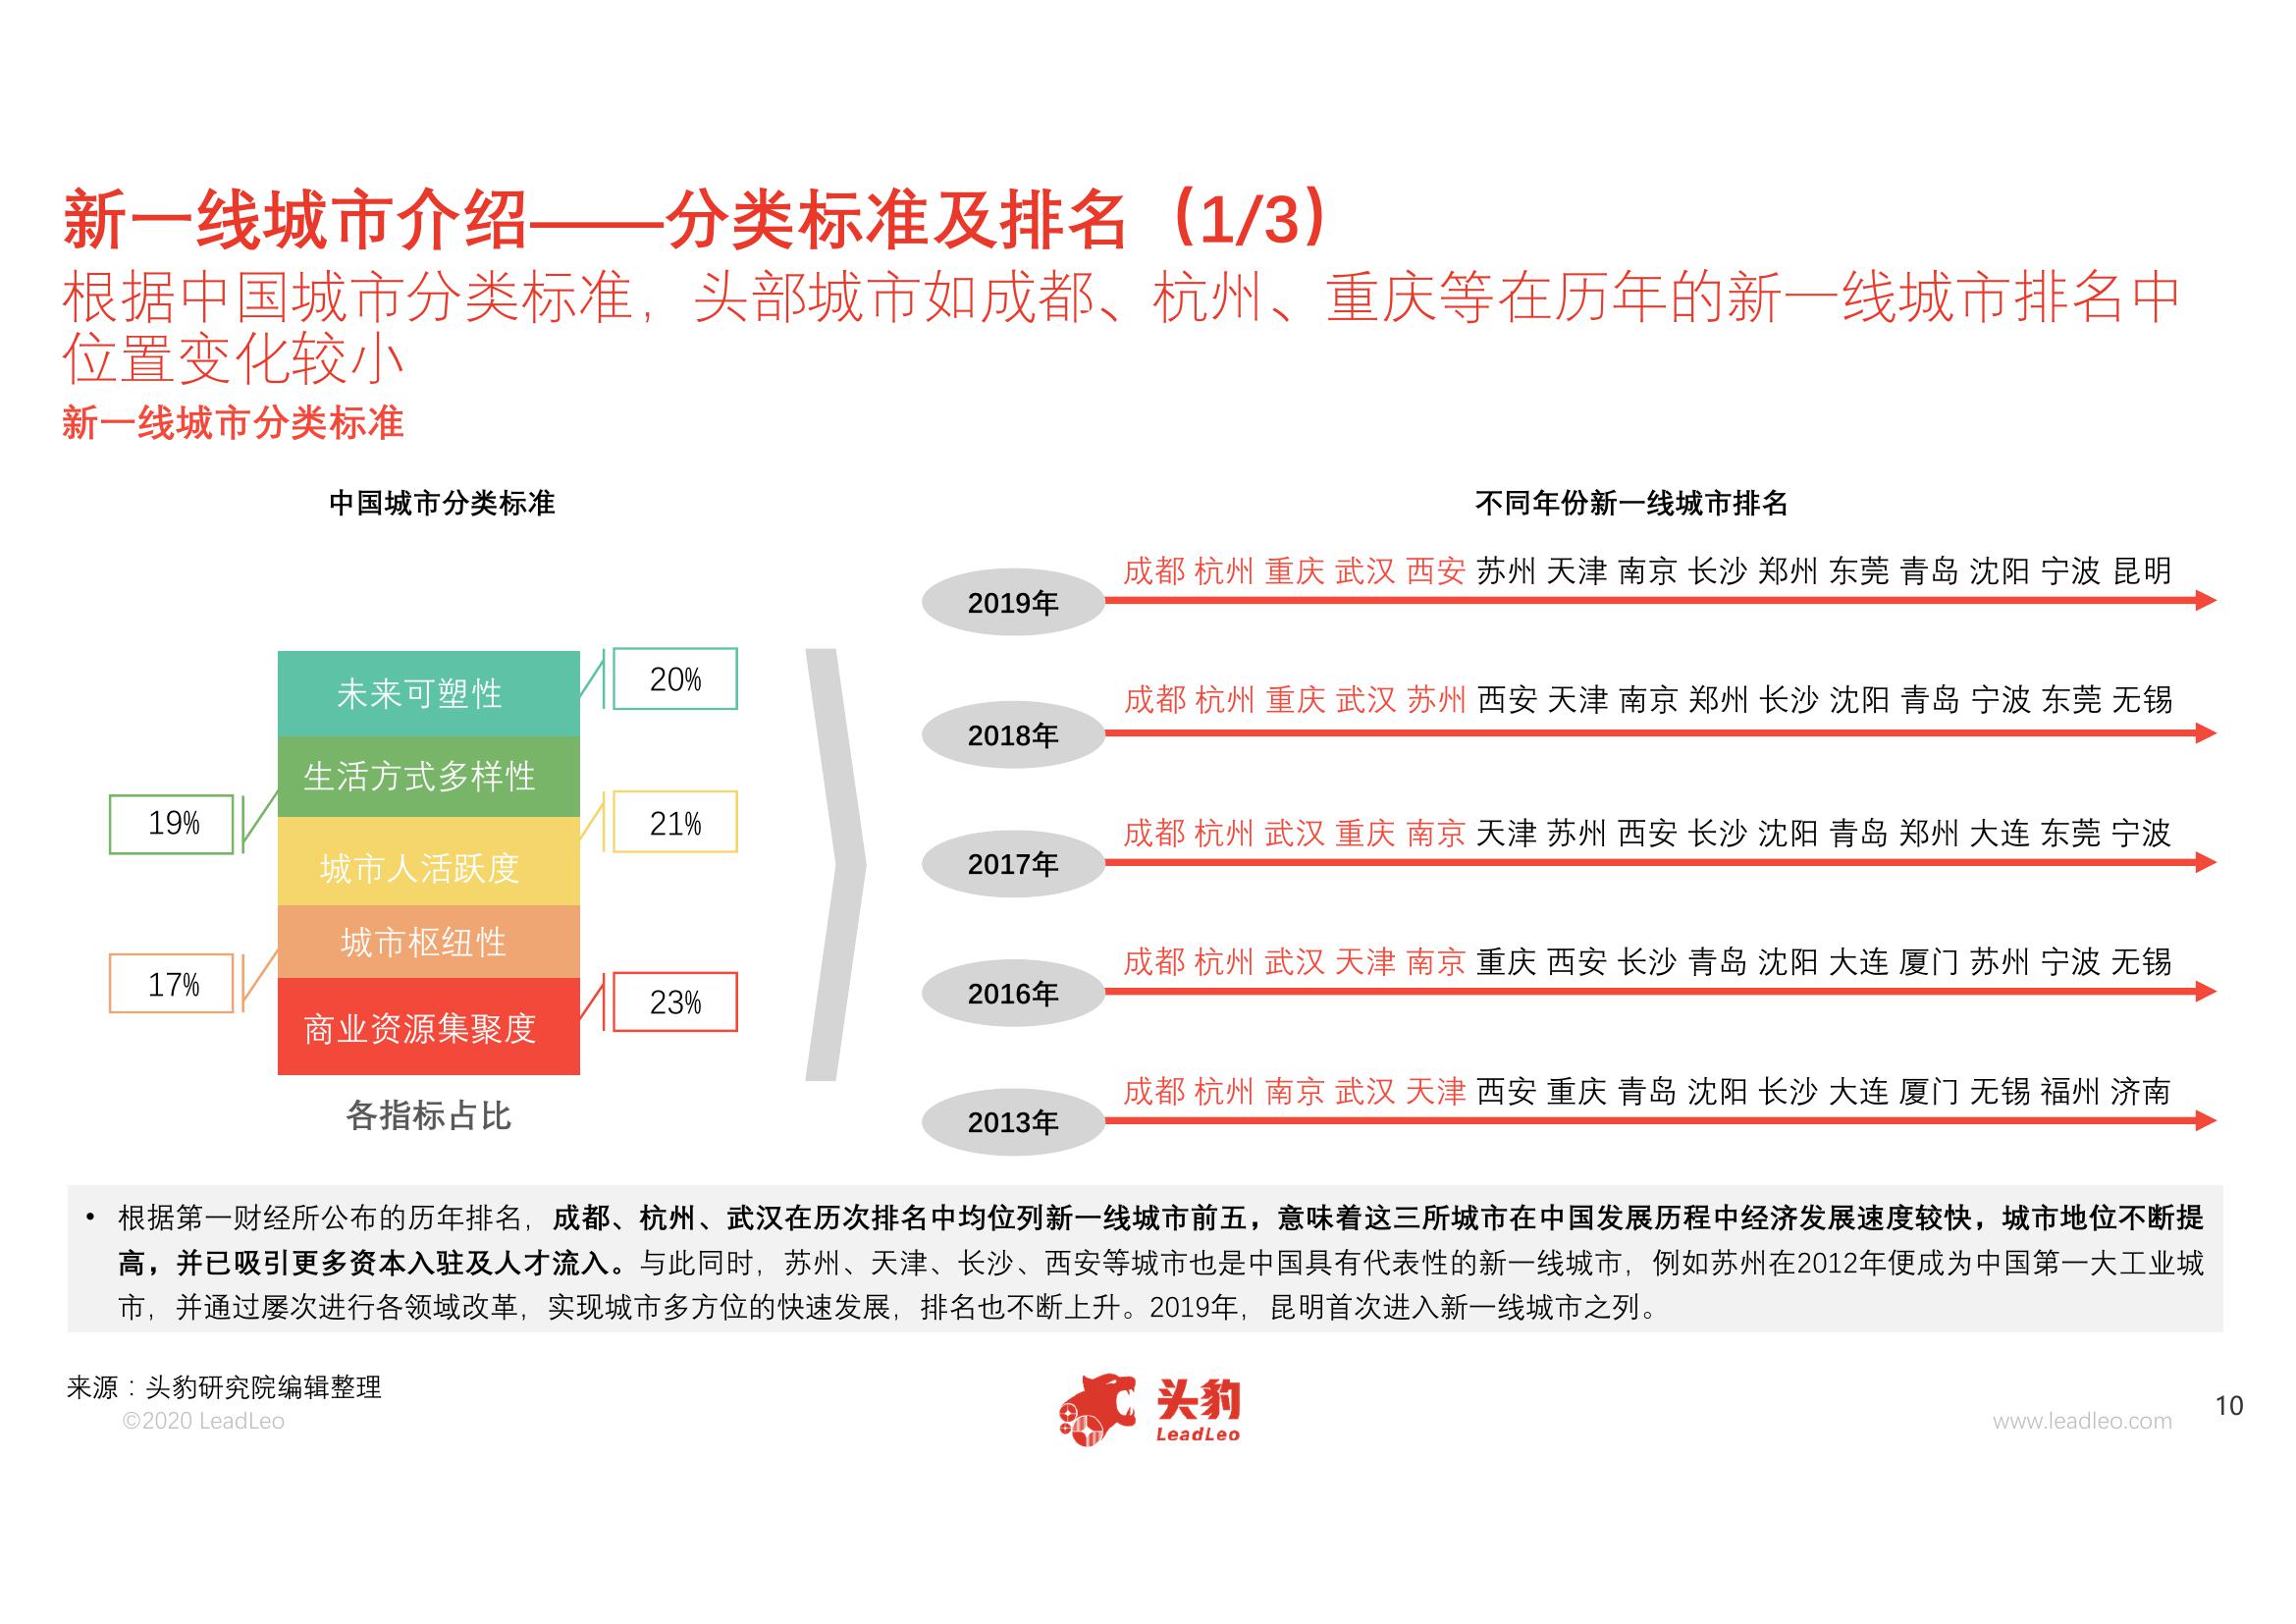 新一线城市介绍——分类标准及排名（1/3）
根据中国城市分类标准，头部城市如成都、杭州、重庆等在历年的新一线城市排名中
位置变化较小
新一线城市分类标准
中国城市分类标准
未来可塑性
20%
生活方式多样性
19%
城市人活跃度
21%
城市枢纽性
17%
商业资源集聚度
23%
各指标占比
不同年份新一线城市排名
2019年
成都 杭州 重庆 武汉 西安 苏州 天津 南京 长沙 郑州 东莞 青岛 沈阳 宁波 昆明
2018年
成都 杭州 重庆 武汉 苏州 西安 天津 南京 郑州 长沙 沈阳 青岛 宁波 东莞 无锡
2017年
成都 杭州 武汉 重庆 南京 天津 苏州 西安 长沙 沈阳 青岛 郑州 大连 东莞 宁波
2016年
成都 杭州 武汉 天津 南京 重庆 西安 长沙 青岛 沈阳 大连 厦门 苏州 宁波 无锡
2013年
成都 杭州 南京 武汉 天津 西安 重庆 青岛 沈阳 长沙 大连 厦门 无锡 福州 济南
• 根据第一财经所公布的历年排名，成都、杭州、武汉在历次排名中均位列新一线城市前五，意味着这三所城市在中国发展历程中经济发展速度较快，城市地位不断提
高，并已吸引更多资本入驻及人才流入。与此同时，苏州、天津、长沙、西安等城市也是中国具有代表性的新一线城市，例如苏州在2012年便成为中国第一大工业城
市，并通过屡次进行各领域改革，实现城市多方位的快速发展，排名也不断上升。2019年，昆明首次进入新一线城市之列。
来源：头豹研究院编辑整理
©2020 LeadLeo
头豹
LeadLeo
www.leadleo.com
10